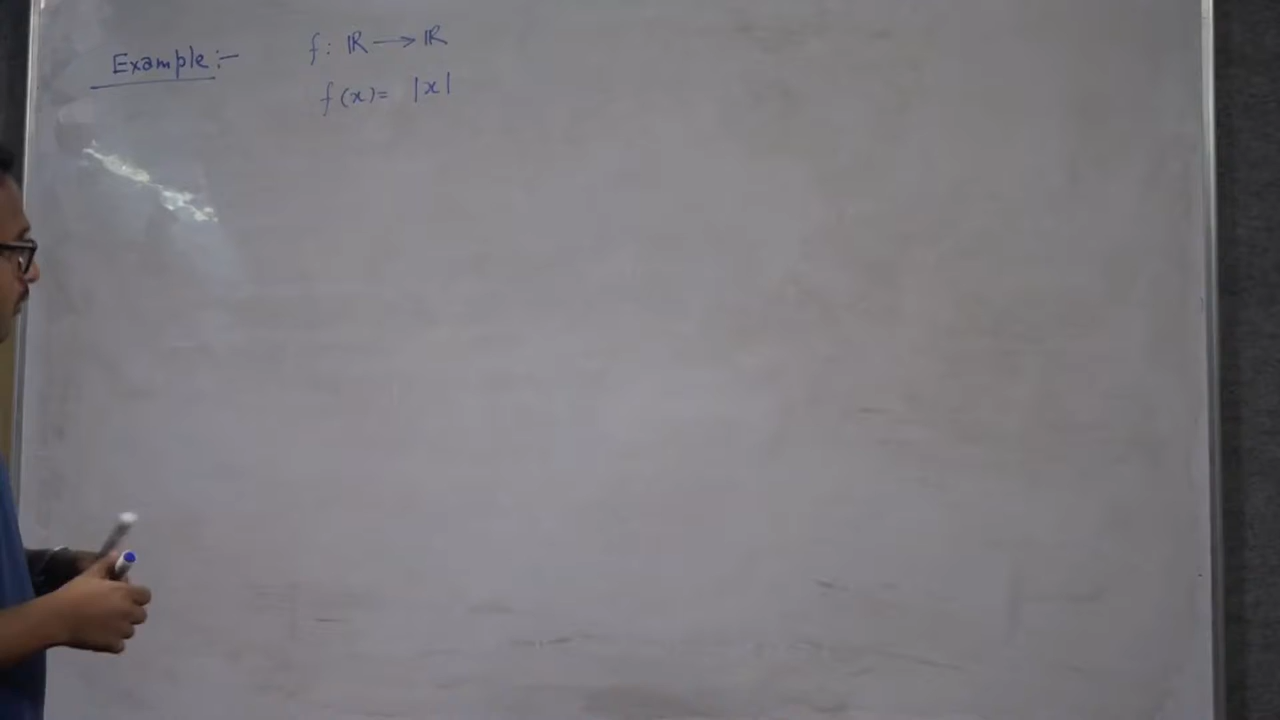 Example:- f: ℝ → ℝ
f(x) = |x|